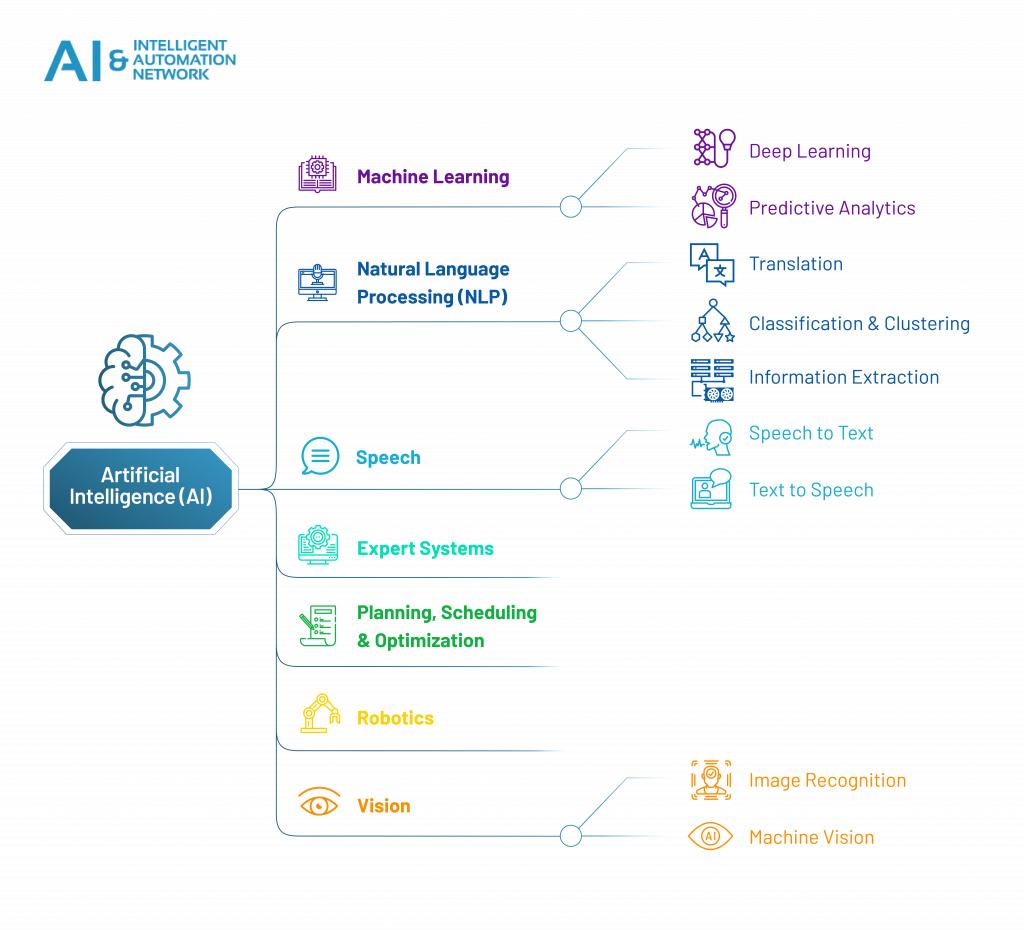 AI & INTELLIGENT
AUTOMATION
NETWORK
Machine Learning
Deep Learning
Predictive Analytics
Natural Language
Processing (NLP)
A
文
Translation
Classification & Clustering
Information Extraction
Artificial
Intelligence (AI)
Speech
Speech to Text
Text to Speech
Expert Systems
Planning, Scheduling
& Optimization
Robotics
Vision
Image Recognition
AI
Machine Vision